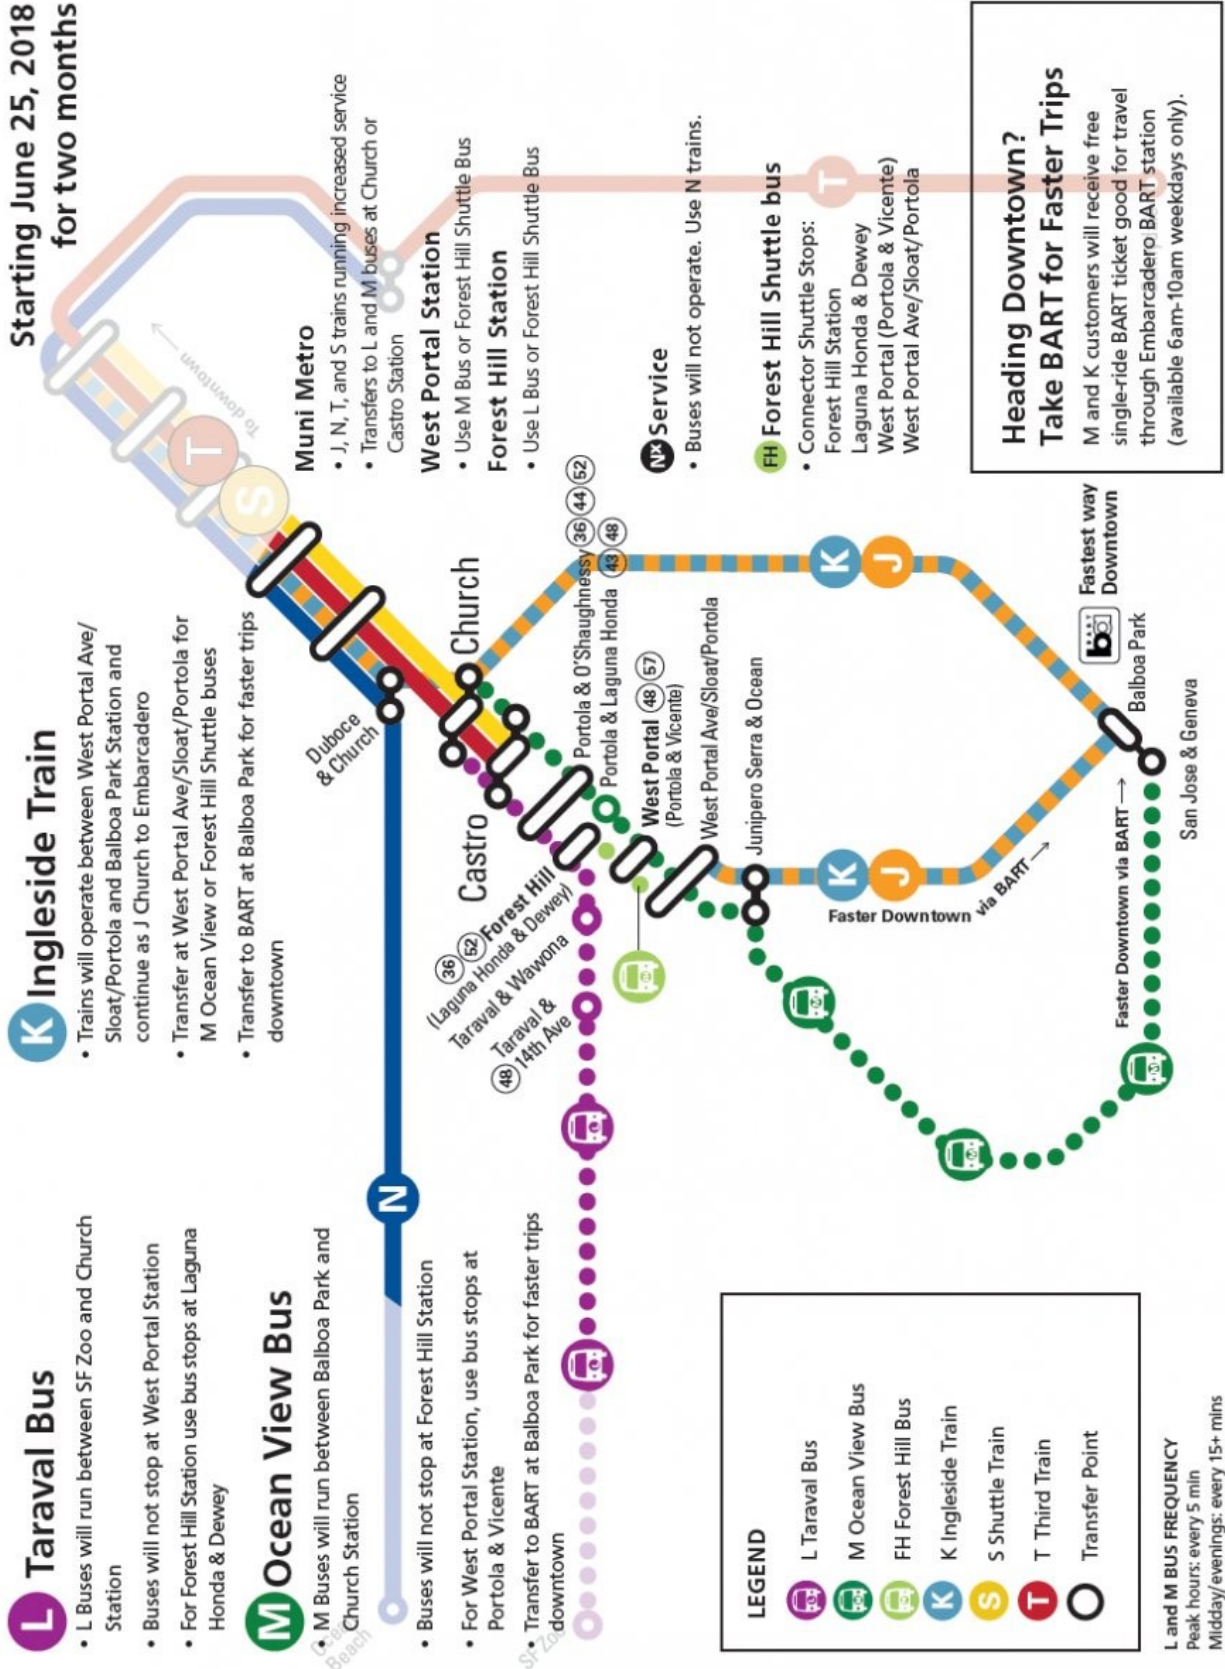 Starting June 25, 2018
for two months
L Taraval Bus
• L Buses will run between SF Zoo and Church
Station
• Buses will not stop at West Portal Station
• For Forest Hill Station use bus stops at Laguna
Honda & Dewey
M Ocean View Bus
• M Buses will run between Balboa Park and
Church Station
• Buses will not stop at Forest Hill Station
• For West Portal Station, use bus stops at
Portola & Vicente
• Transfer to BART at Balboa Park for faster trips
downtown
K Ingleside Train
• Trains will operate between West Portal Ave/
Sloat/Portola and Balboa Park Station and
continue as J Church to Embarcadero
• Transfer at West Portal Ave/Sloat/Portola for
M Ocean View or Forest Hill Shuttle buses
• Transfer to BART at Balboa Park for faster trips
downtown
Muni Metro
• J, N, T, and S trains running increased service
• Transfers to L and M buses at Church or
Castro Station
West Portal Station
• Use M Bus or Forest Hill Shuttle Bus
Forest Hill Station
• Use L Bus or Forest Hill Shuttle Bus
NX Service
• Buses will not operate. Use N trains.
FH Forest Hill Shuttle bus
• Connector Shuttle Stops:
Forest Hill Station
Laguna Honda & Dewey
West Portal (Portola & Vicente)
West Portal Ave/Sloat/Portola
Heading Downtown?
Take BART for Faster Trips
M and K customers will receive free
single-ride BART ticket good for travel
through Embarcadero BART station
(available 6am-10am weekdays only).
To downtown
T
S
T
N
Ocean
Beach
SF Zoo
Duboce
& Church
Church
Castro
36 52 Forest Hill
(Laguna Honda & Dewey)
Taraval & Wawona
Taraval &
48 14th Ave
Portola & O'Shaughnessy 36 44 52
Portola & Laguna Honda 43 48
West Portal 48 57
(Portola & Vicente)
West Portal Ave/Sloat/Portola
Junipero Serra & Ocean
K
J
K
J
Faster Downtown via BART
Faster Downtown via BART
Fastest way
Downtown
Balboa Park
San Jose & Geneva
LEGEND
L Taraval Bus
M Ocean View Bus
FH Forest Hill Bus
K Ingleside Train
S Shuttle Train
T Third Train
Transfer Point
L and M BUS FREQUENCY
Peak hours: every 5 min
Midday/evenings: every 15+ mins